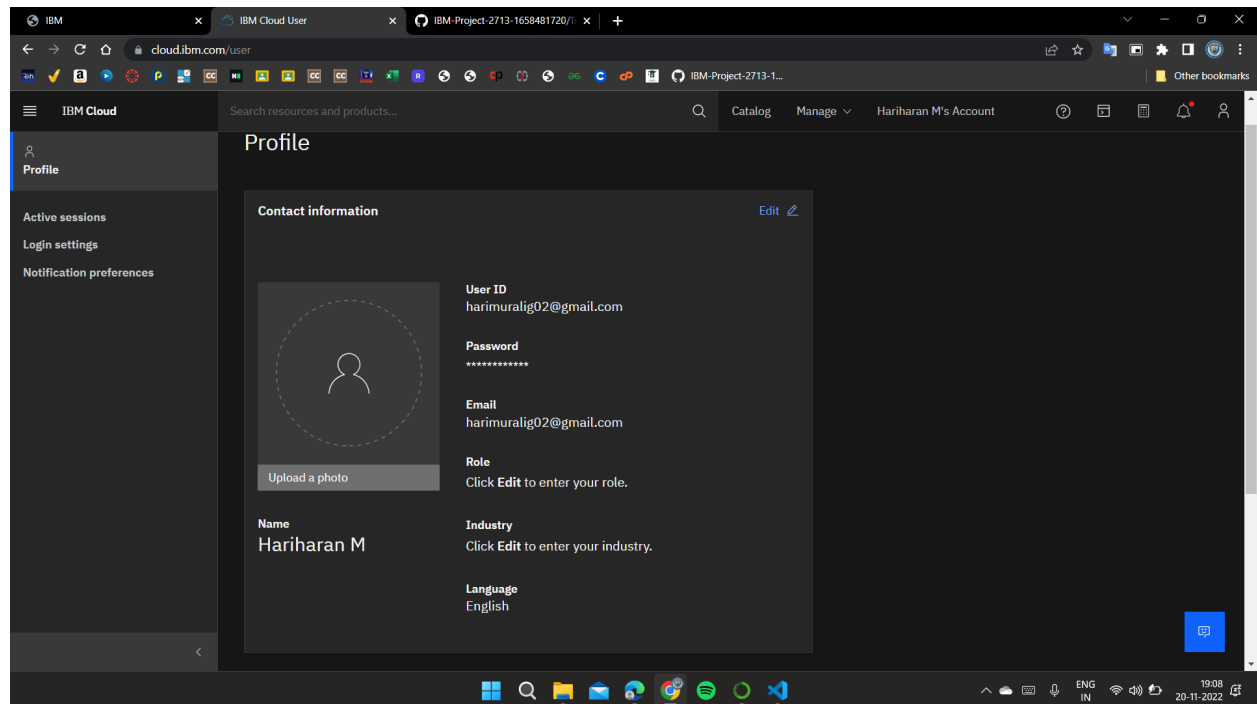 IBM
IBM Cloud User
IBM-Project-2713-1658481720/
cloud.ibm.com/user
IBM-Project-2713-1...
Other bookmarks
IBM Cloud
Search resources and products...
Catalog
Manage
Hariharan M's Account
Profile
Active sessions
Login settings
Notification preferences
Profile
Contact information
Edit
Upload a photo
Name
Hariharan M
User ID
harimuralig02@gmail.com
Password
************
Email
harimuralig02@gmail.com
Role
Click Edit to enter your role.
Industry
Click Edit to enter your industry.
Language
English
ENG
IN
19:08
20-11-2022